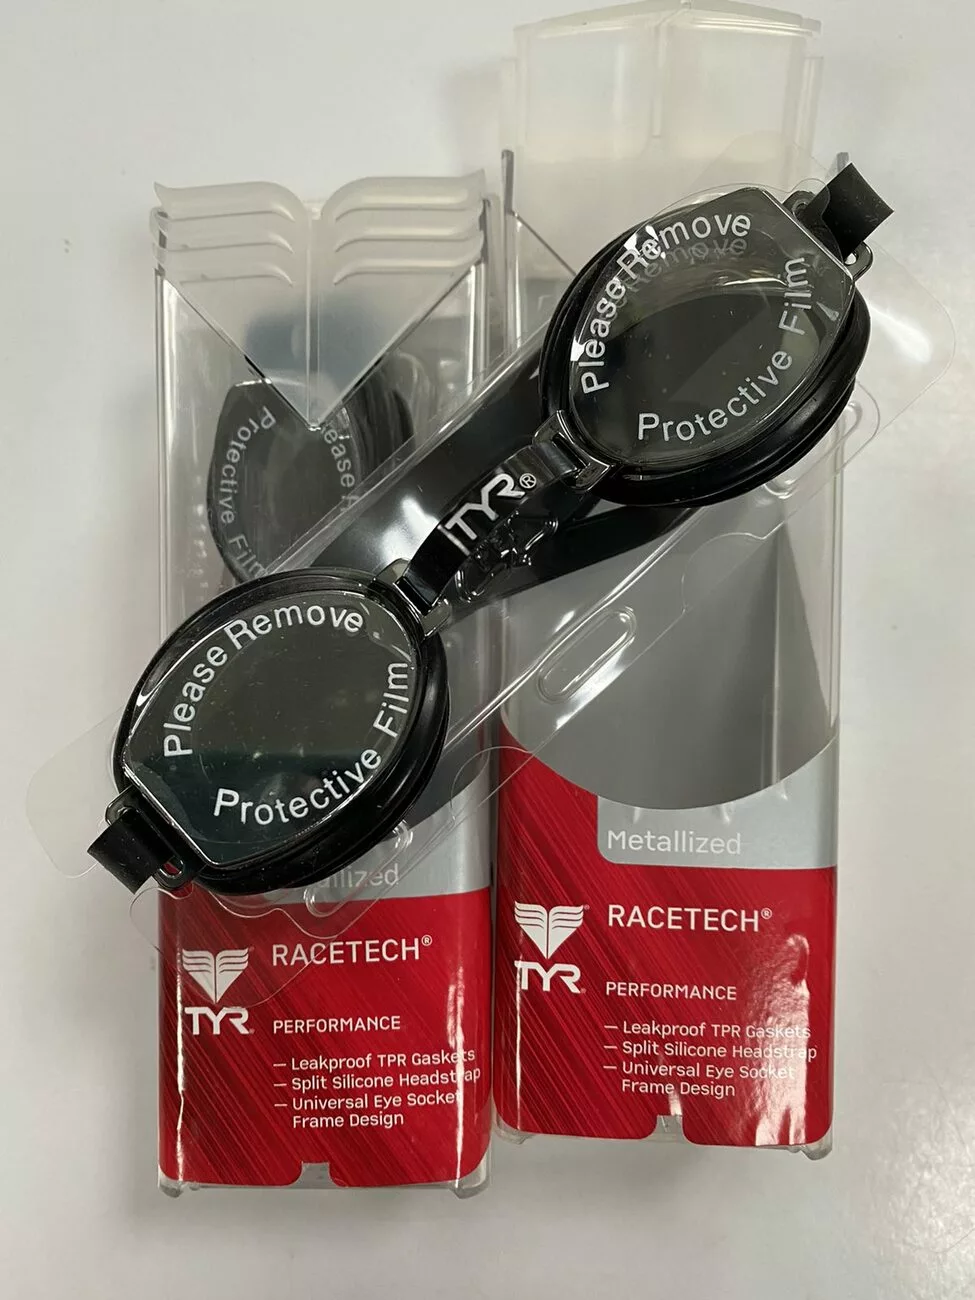 Please Remove
Protective Film
TYR®
Please Remove
Protective Film
Protective Film
Metallized
RACETECH®
TYR
PERFORMANCE
— Leakproof TPR Gaskets
— Split Silicone Headstrap
— Universal Eye Socket
Frame Design
Metallized
RACETECH®
TYR
PERFORMANCE
— Leakproof TPR Gaskets
— Split Silicone Headstrap
— Universal Eye Socket
Frame Design